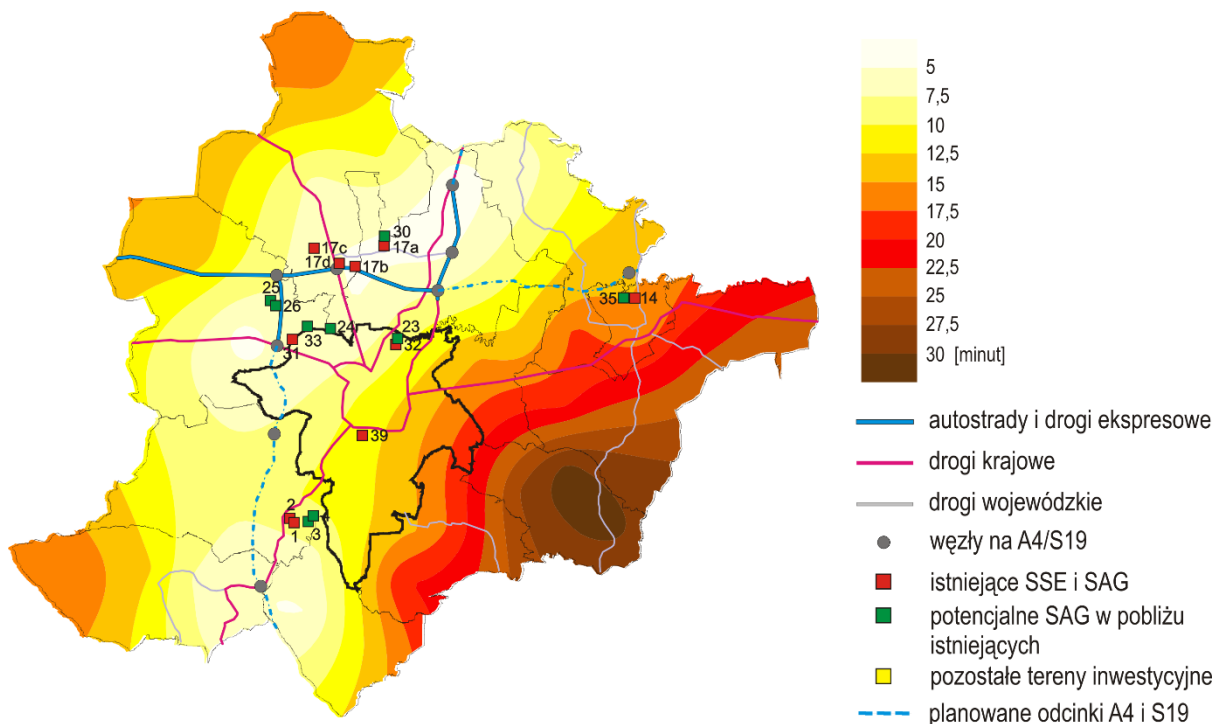 5
7,5
10
12,5
15
17,5
20
22,5
25
27,5
30 [minut]
30
17c
17a
17d
17b
25
26
35
14
24
23
33
32
31
39
2
1
3
autostrady i drogi ekspresowe
drogi krajowe
drogi wojewódzkie
węzły na A4/S19
istniejące SSE i SAG
potencjalne SAG w pobliżu
istniejących
pozostałe tereny inwestycyjne
planowane odcinki A4 i S19